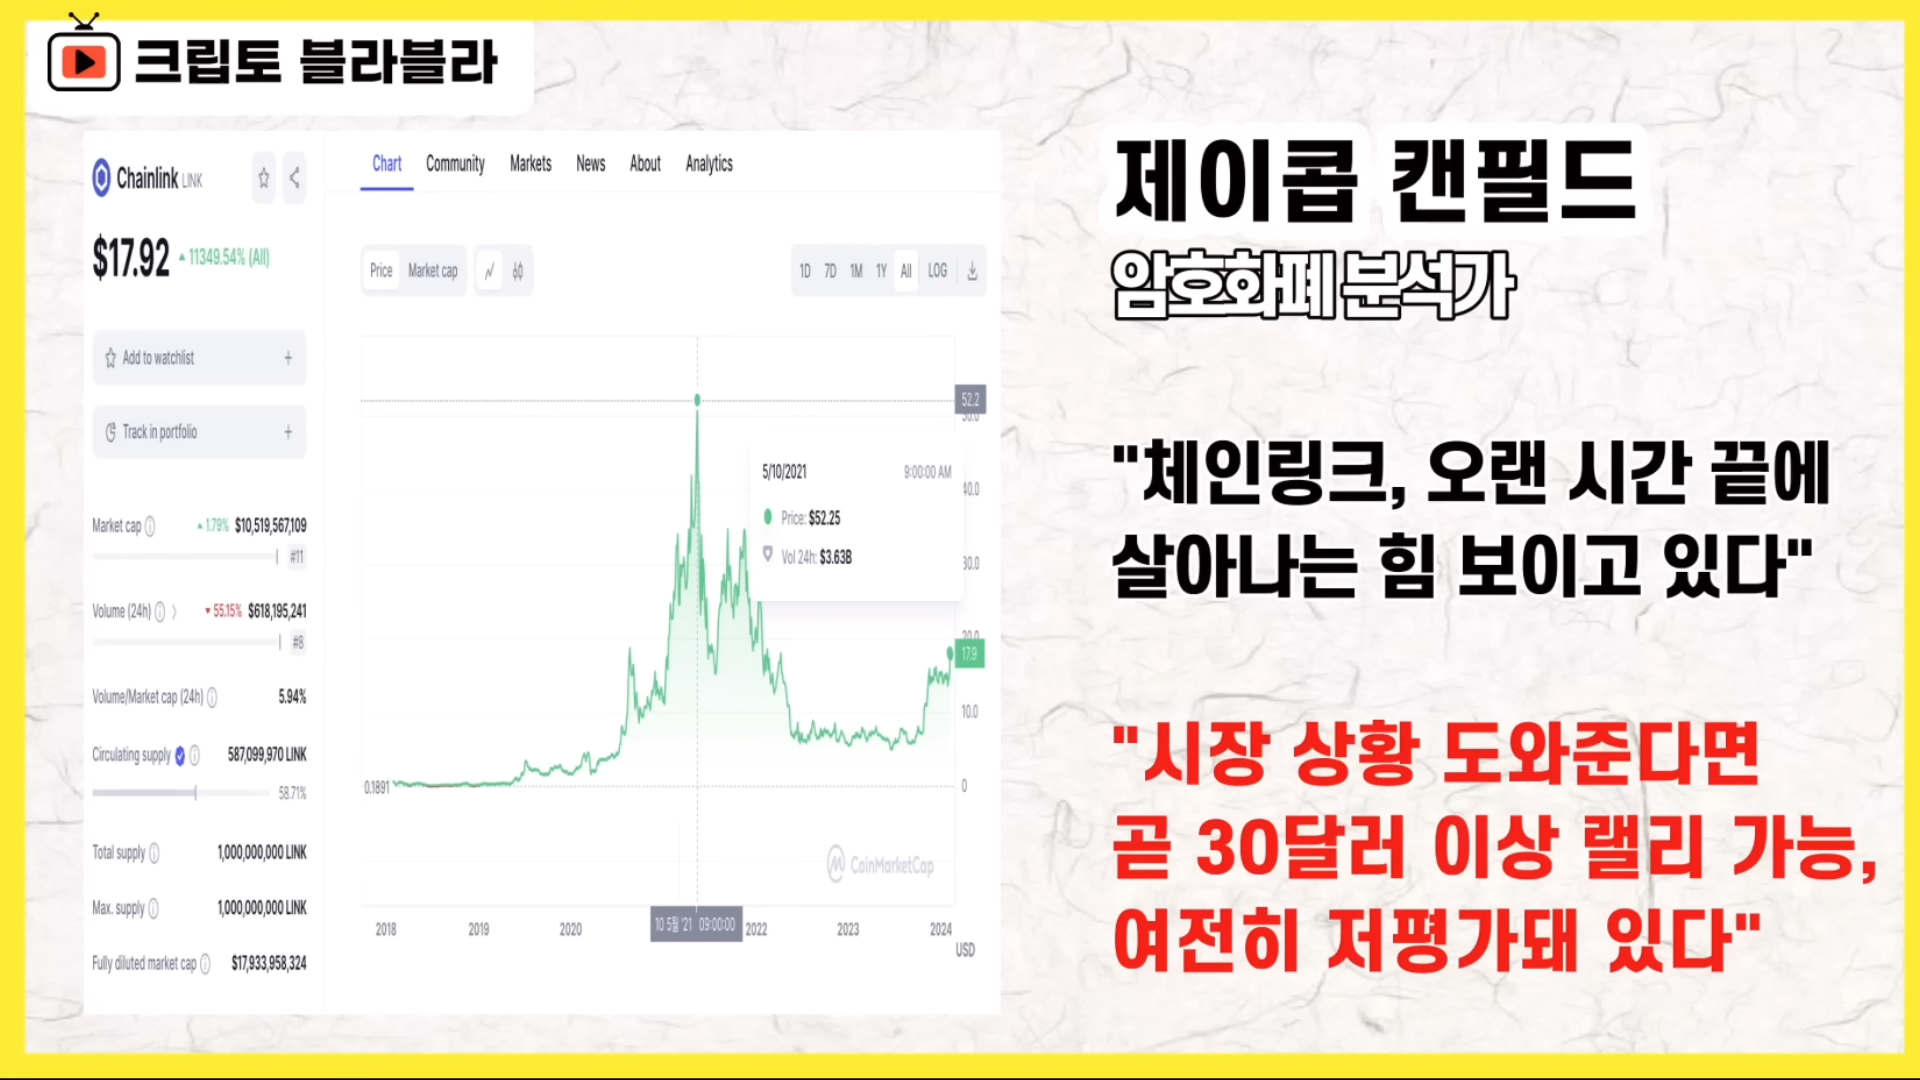 크립토 블라블라
Chainlink LINK
$17.92 ▲ 11349.54% (All)
Add to watchlist +
Track in portfolio +
Market cap ▲ 1.79% $10,519,567,109
#11
Volume (24h) ▼ 55.15% $618,195,241
#8
Volume/Market cap (24h) 5.94%
Circulating supply 587,099,970 LINK
58.71%
Total supply 1,000,000,000 LINK
Max. supply 1,000,000,000 LINK
Fully diluted market cap $17,933,958,324
Chart Community Markets News About Analytics
Price Market cap
1D 7D 1M 1Y All LOG
52.2
50.0
5/10/2021 9:00:00 AM
Price: $52.25
Vol 24h: $3.63B
40.0
30.0
20.0
17.9
10.0
0.1891
0
CoinMarketCap
2018 2019 2020 10 5월 '21 09:00:00 2022 2023 2024
USD
제이콥 캔필드
암호화폐 분석가
"체인링크, 오랜 시간 끝에
살아나는 힘 보이고 있다"
"시장 상황 도와준다면
곧 30달러 이상 랠리 가능,
여전히 저평가돼 있다"